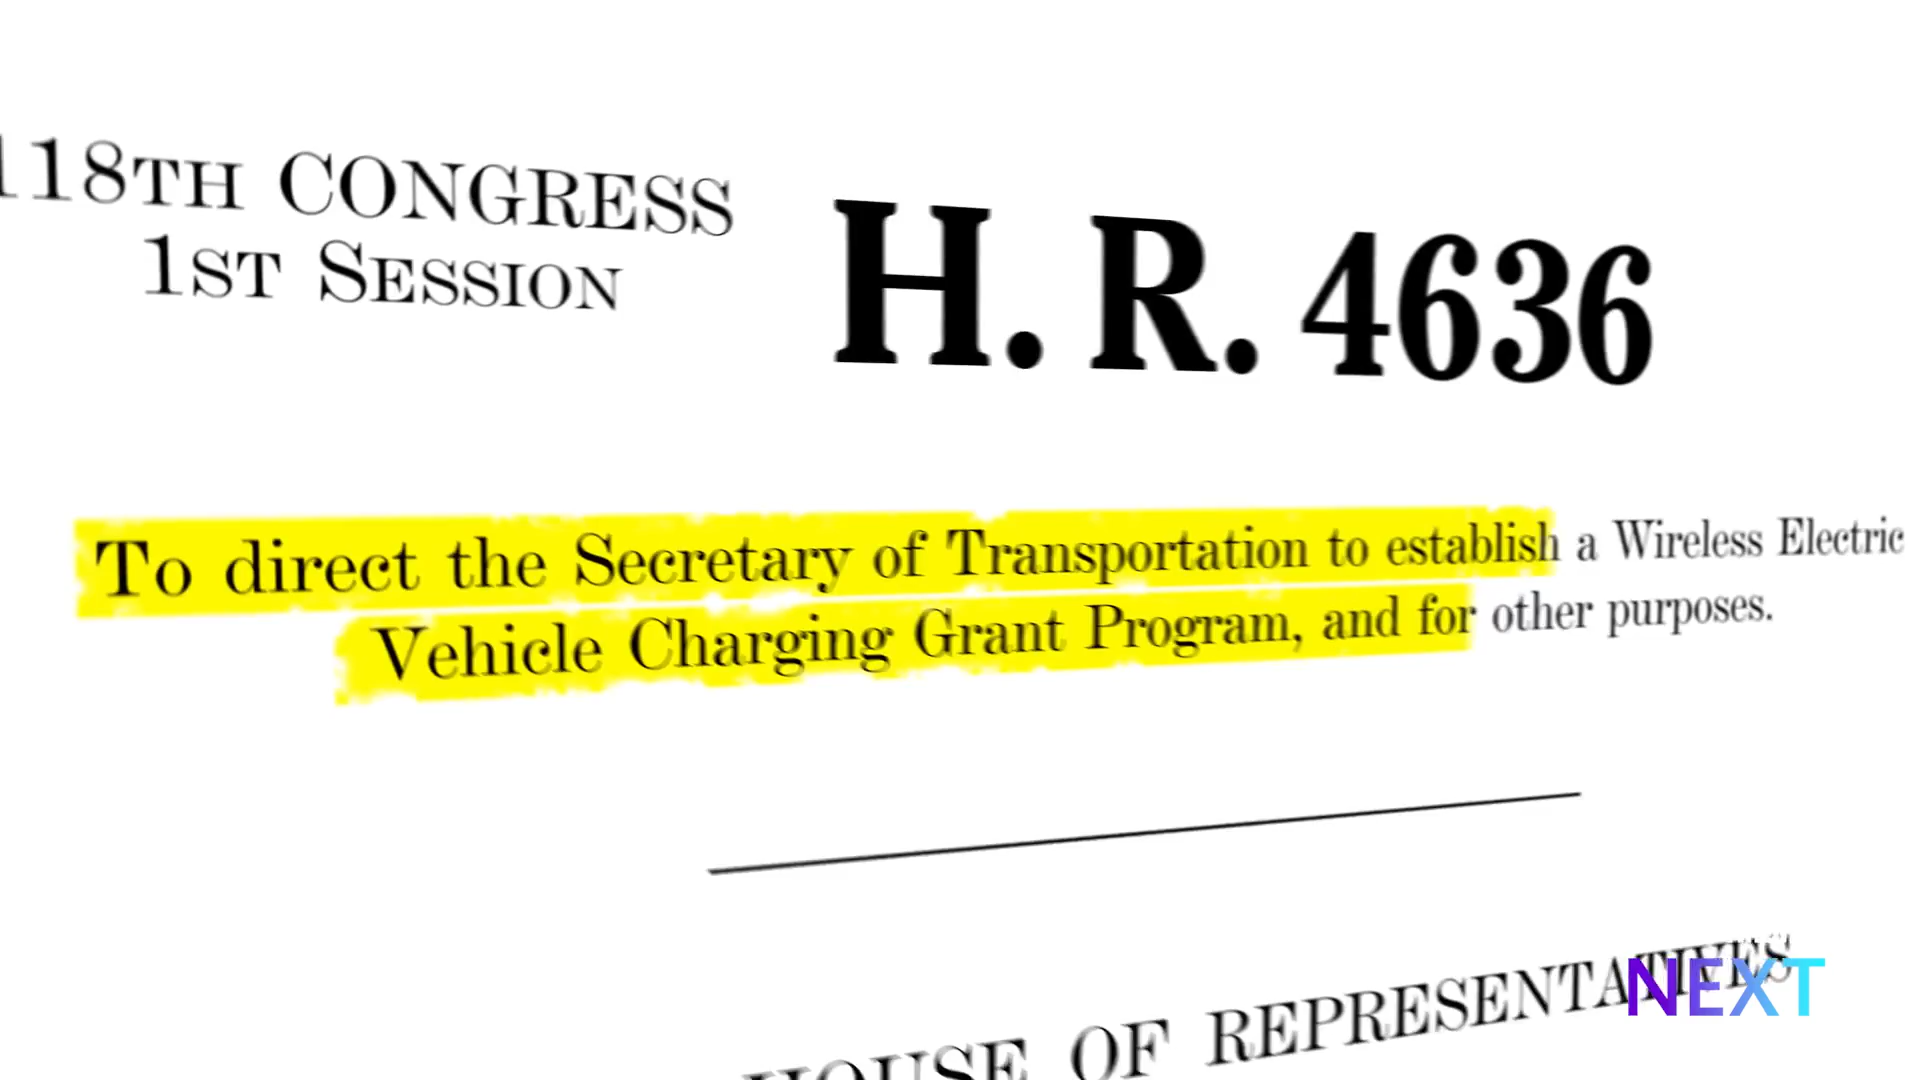 118TH CONGRESS
1ST SESSION
H. R. 4636
To direct the Secretary of Transportation to establish a Wireless Electric
Vehicle Charging Grant Program, and for other purposes.
HOUSE OF REPRESENTATIVES
NEXT